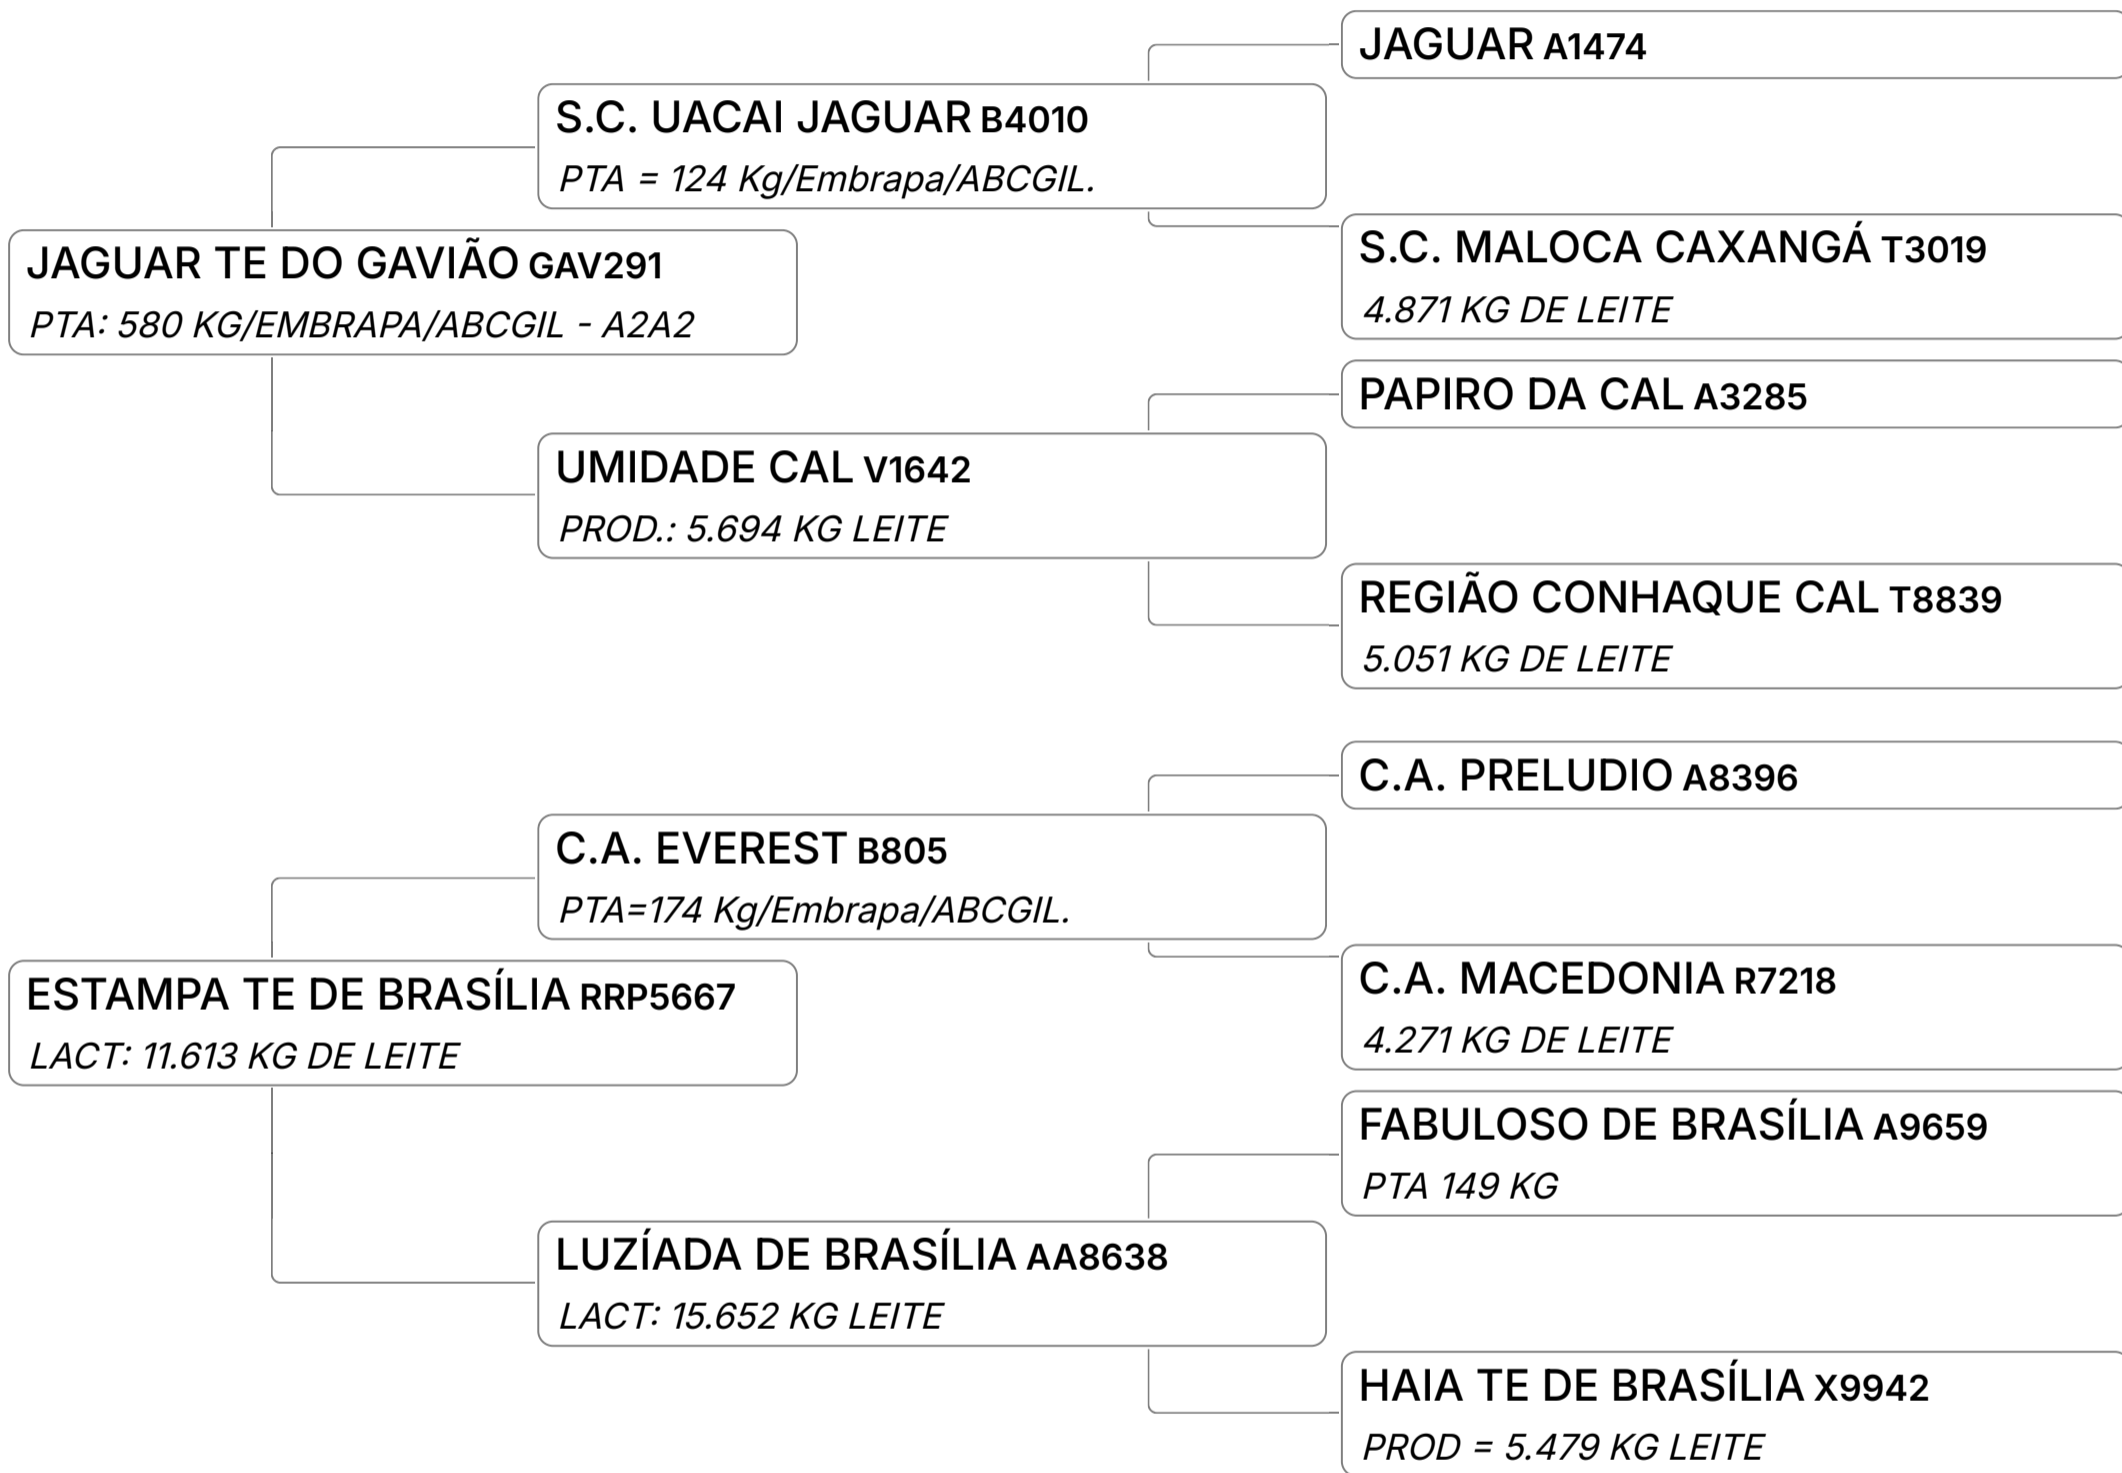 JAGUAR A1474
S.C. UACAI JAGUAR B4010
PTA = 124 Kg/Embrapa/ABCGIL.
S.C. MALOCA CAXANGÁ T3019
4.871 KG DE LEITE
JAGUAR TE DO GAVIÃO GAV291
PTA: 580 KG/EMBRAPA/ABCGIL - A2A2
PAPIRO DA CAL A3285
UMIDADE CAL V1642
PROD.: 5.694 KG LEITE
REGIÃO CONHAQUE CAL T8839
5.051 KG DE LEITE
C.A. PRELUDIO A8396
C.A. EVEREST B805
PTA=174 Kg/Embrapa/ABCGIL.
C.A. MACEDONIA R7218
4.271 KG DE LEITE
ESTAMPA TE DE BRASÍLIA RRP5667
LACT: 11.613 KG DE LEITE
FABULOSO DE BRASÍLIA A9659
PTA 149 KG
LUZÍADA DE BRASÍLIA AA8638
LACT: 15.652 KG LEITE
HAIA TE DE BRASÍLIA X9942
PROD = 5.479 KG LEITE